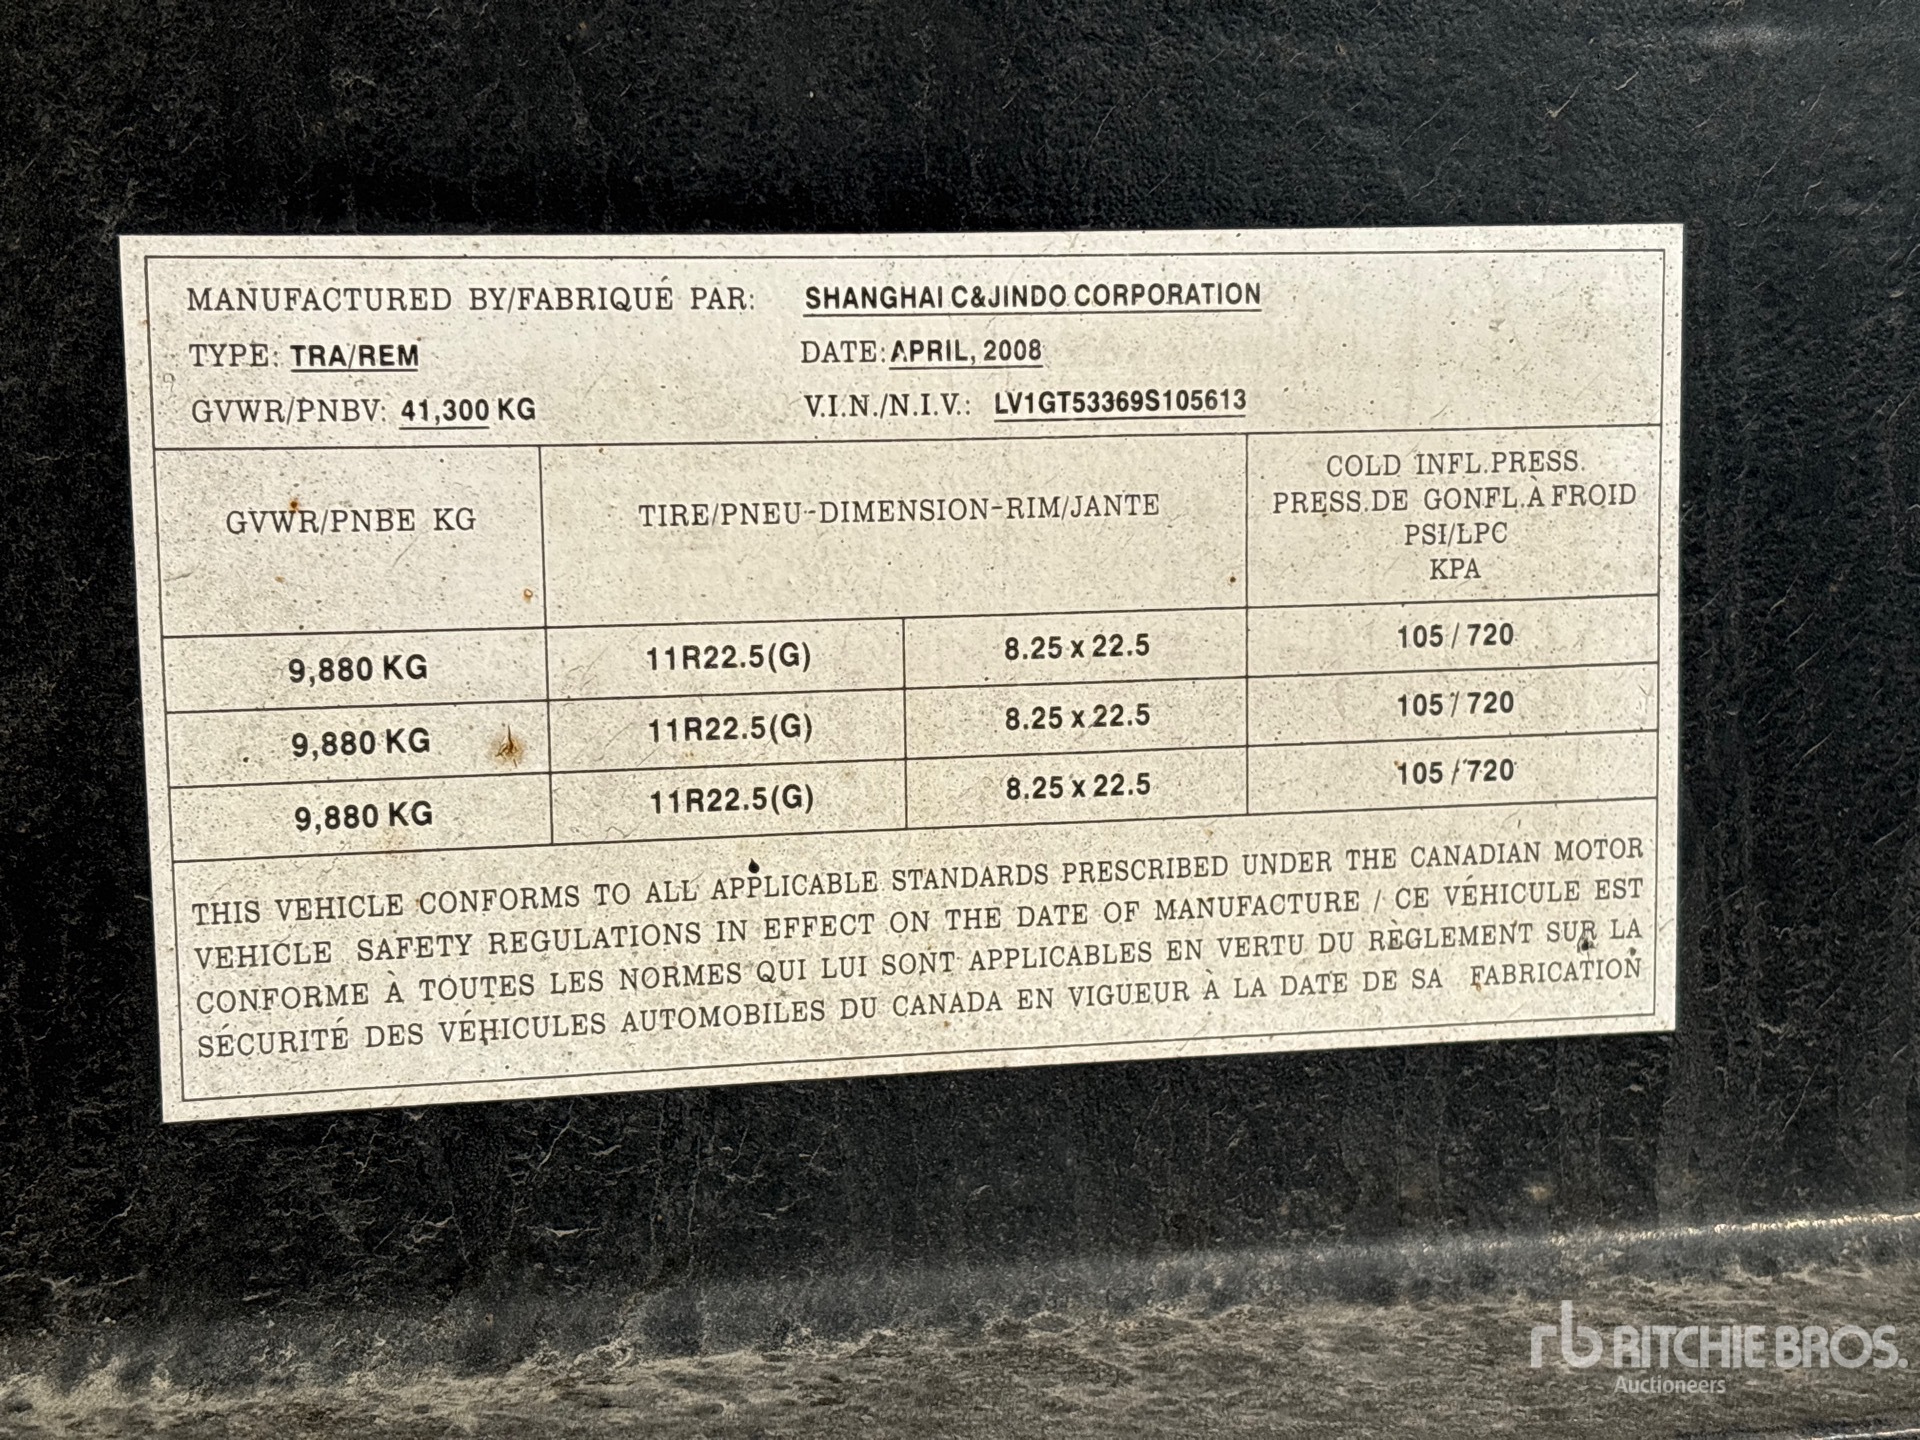 MANUFACTURED BY/FABRIQUÉ PAR: SHANGHAI C&JINDO CORPORATION
TYPE: TRA/REM DATE: APRIL, 2008
GVWR/PNBV: 41,300 KG V.I.N./N.I.V.: LV1GT53369S105613
GVWR/PNBE KG
TIRE/PNEU-DIMENSION-RIM/JANTE
COLD INFL.PRESS.
PRESS.DE GONFL.À FROID
PSI/LPC
KPA
9,880 KG 11R22.5(G) 8.25 x 22.5 105 / 720
9,880 KG 11R22.5(G) 8.25 x 22.5 105 / 720
9,880 KG 11R22.5(G) 8.25 x 22.5 105 / 720
THIS VEHICLE CONFORMS TO ALL APPLICABLE STANDARDS PRESCRIBED UNDER THE CANADIAN MOTOR
VEHICLE SAFETY REGULATIONS IN EFFECT ON THE DATE OF MANUFACTURE / CE VÉHICULE EST
CONFORME À TOUTES LES NORMES QUI LUI SONT APPLICABLES EN VERTU DU RÈGLEMENT SUR LA
SÉCURITÉ DES VÉHICULES AUTOMOBILES DU CANADA EN VIGUEUR À LA DATE DE SA FABRICATION
rb RITCHIE BROS.
Auctioneers